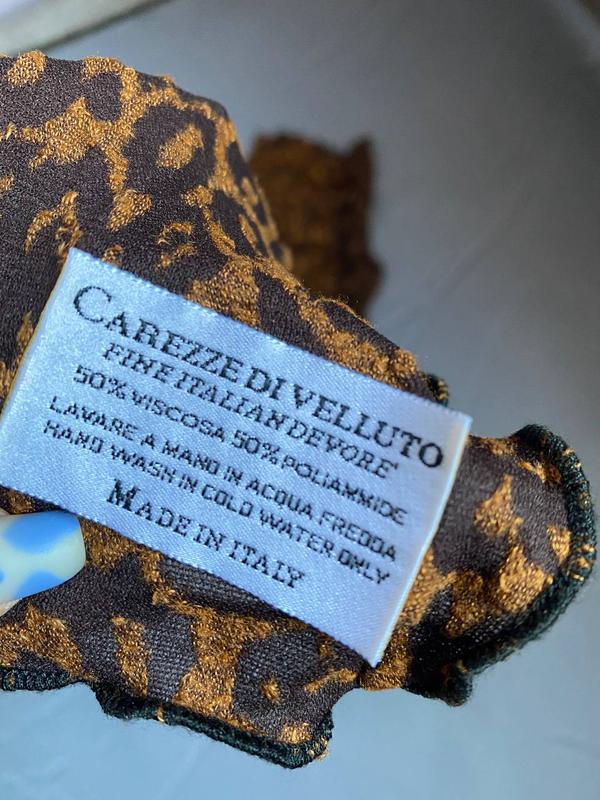 CAREZZE DI VELLUTO
FINE ITALIAN DEVORE'
50% VISCOSA 50% POLIAMMIDE
LAVARE A MANO IN ACQUA FREDDA
HAND WASH IN COLD WATER ONLY
MADE IN ITALY